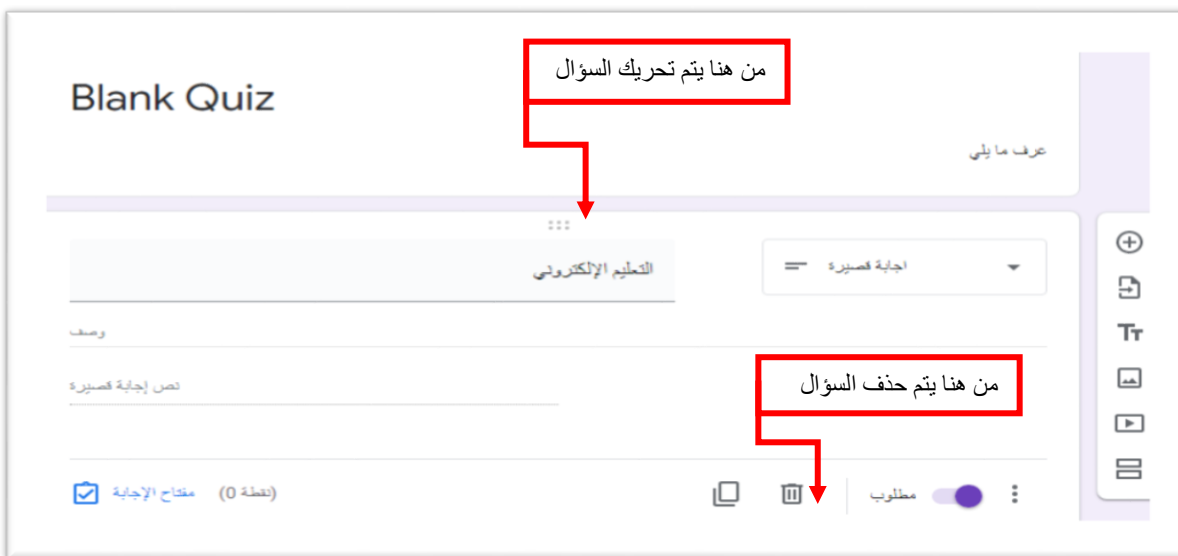 من هنا يتم تحريك السؤال
Blank Quiz
عرف ما يلي
اجابة قصيرة
التعليم الإلكتروني
وصف
من هنا يتم حذف السؤال
نص إجابة قصيرة
مطلوب
مفتاح الإجابة (0 نقطة)
Tт